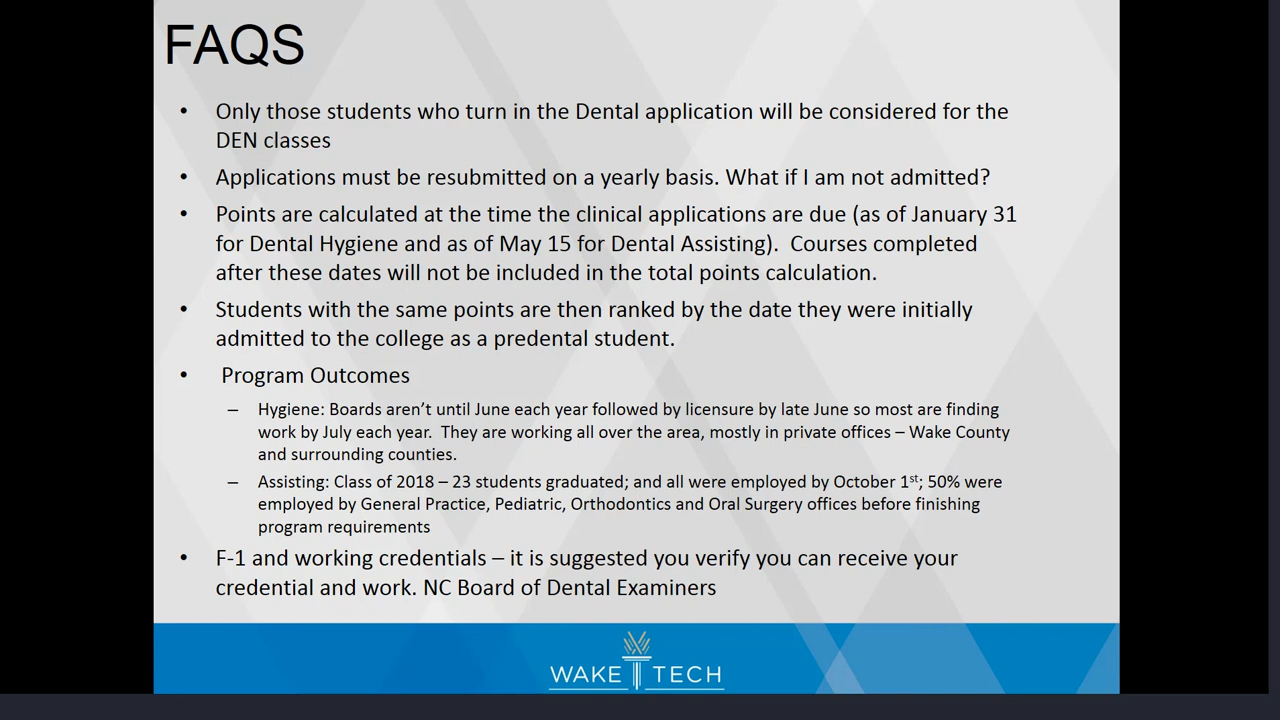 FAQS
• Only those students who turn in the Dental application will be considered for the
DEN classes
• Applications must be resubmitted on a yearly basis. What if I am not admitted?
• Points are calculated at the time the clinical applications are due (as of January 31
for Dental Hygiene and as of May 15 for Dental Assisting).  Courses completed
after these dates will not be included in the total points calculation.
• Students with the same points are then ranked by the date they were initially
admitted to the college as a predental student.
• Program Outcomes
– Hygiene: Boards aren’t until June each year followed by licensure by late June so most are finding
work by July each year.  They are working all over the area, mostly in private offices – Wake County
and surrounding counties.
– Assisting: Class of 2018 – 23 students graduated; and all were employed by October 1st; 50% were
employed by General Practice, Pediatric, Orthodontics and Oral Surgery offices before finishing
program requirements
• F-1 and working credentials – it is suggested you verify you can receive your
credential and work. NC Board of Dental Examiners
WAKE TECH